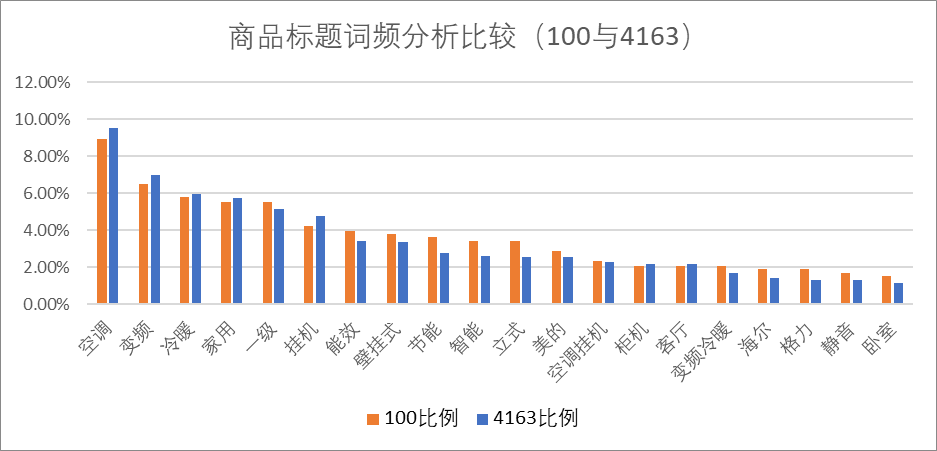 商品标题词频分析比较（100与4163）
12.00%
10.00%
8.00%
6.00%
4.00%
2.00%
0.00%
空调
变频
冷暖
家用
一级
挂机
能效
壁挂式
节能
智能
立式
美的
空调挂机
柜机
客厅
变频冷暖
海尔
格力
静音
卧室
100比例
4163比例